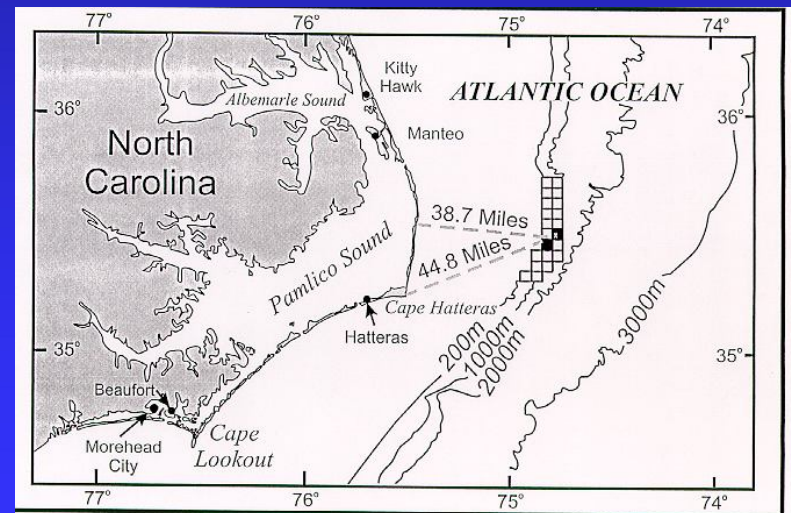 77°
76°
75°
74°
Kitty
Hawk
ATLANTIC OCEAN
Albemarle Sound
36°
36°
Manteo
North
Carolina
38.7 Miles
Pamlico Sound
44.8 Miles
Cape Hatteras
Hatteras
200m
1000m
2000m
3000m
35°
35°
Beaufort
Cape
Lookout
Morehead
City
77°
76°
75°
74°